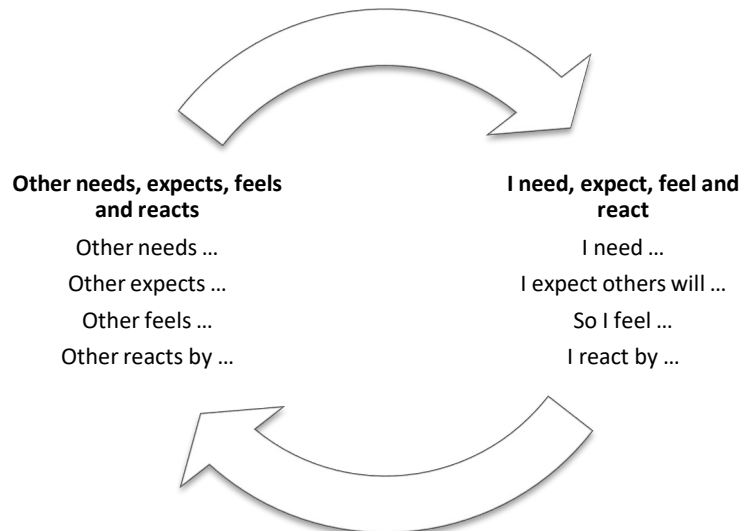 Other needs, expects, feels
and reacts
Other needs …
Other expects …
Other feels …
Other reacts by …
I need, expect, feel and
react
I need …
I expect others will …
So I feel …
I react by …